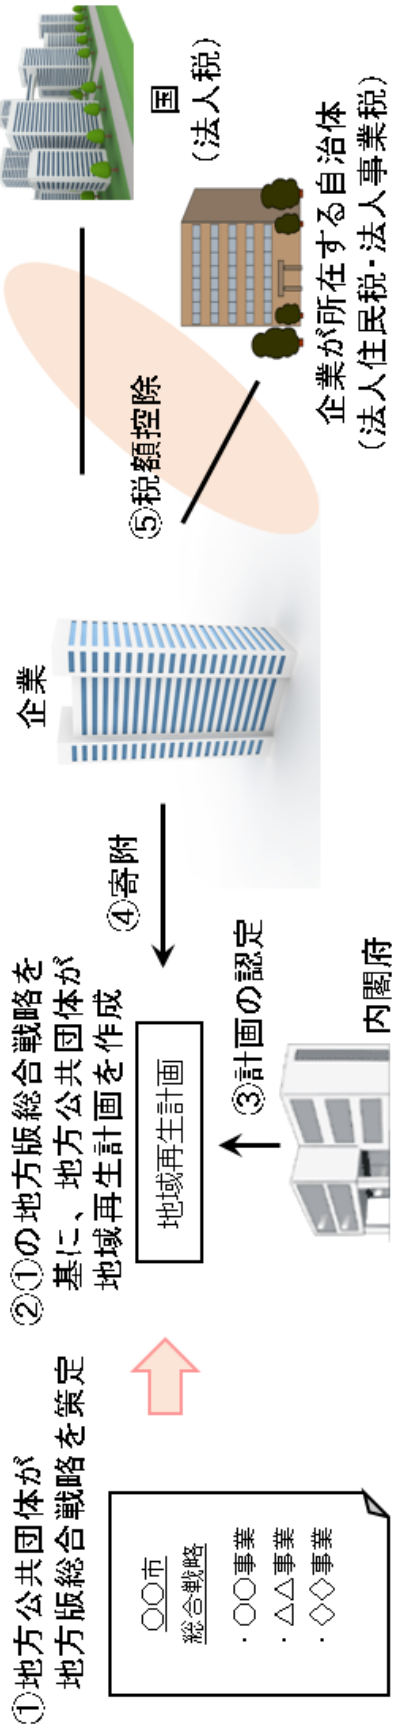 ①地方公共団体が
地方版総合戦略を策定
○○市
総合戦略
・○○事業
・△△事業
・◇◇事業
②①の地方版総合戦略を
基に、地方公共団体が
地域再生計画を作成
地域再生計画
③計画の認定
内閣府
④寄附
企業
⑤税額控除
国
（法人税）
企業が所在する自治体
（法人住民税・法人事業税）